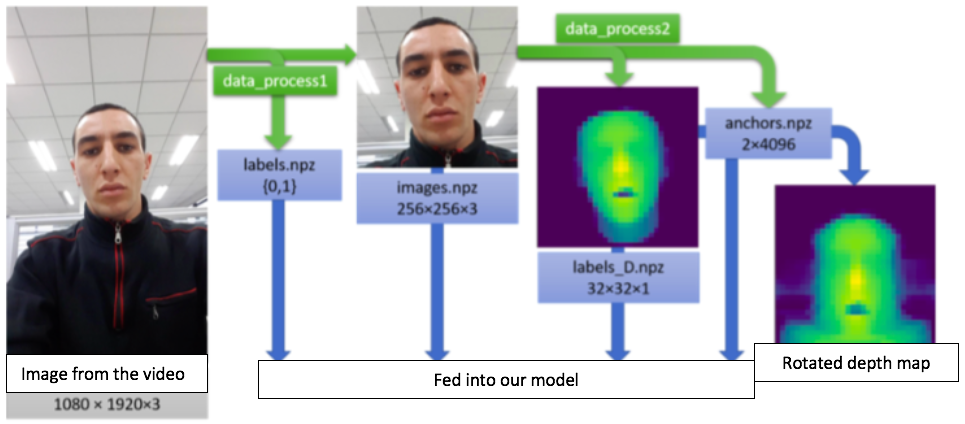 data_process1
data_process2
labels.npz
{0,1}
images.npz
256×256×3
anchors.npz
2×4096
labels_D.npz
32×32×1
Image from the video
1080 × 1920×3
Fed into our model
Rotated depth map